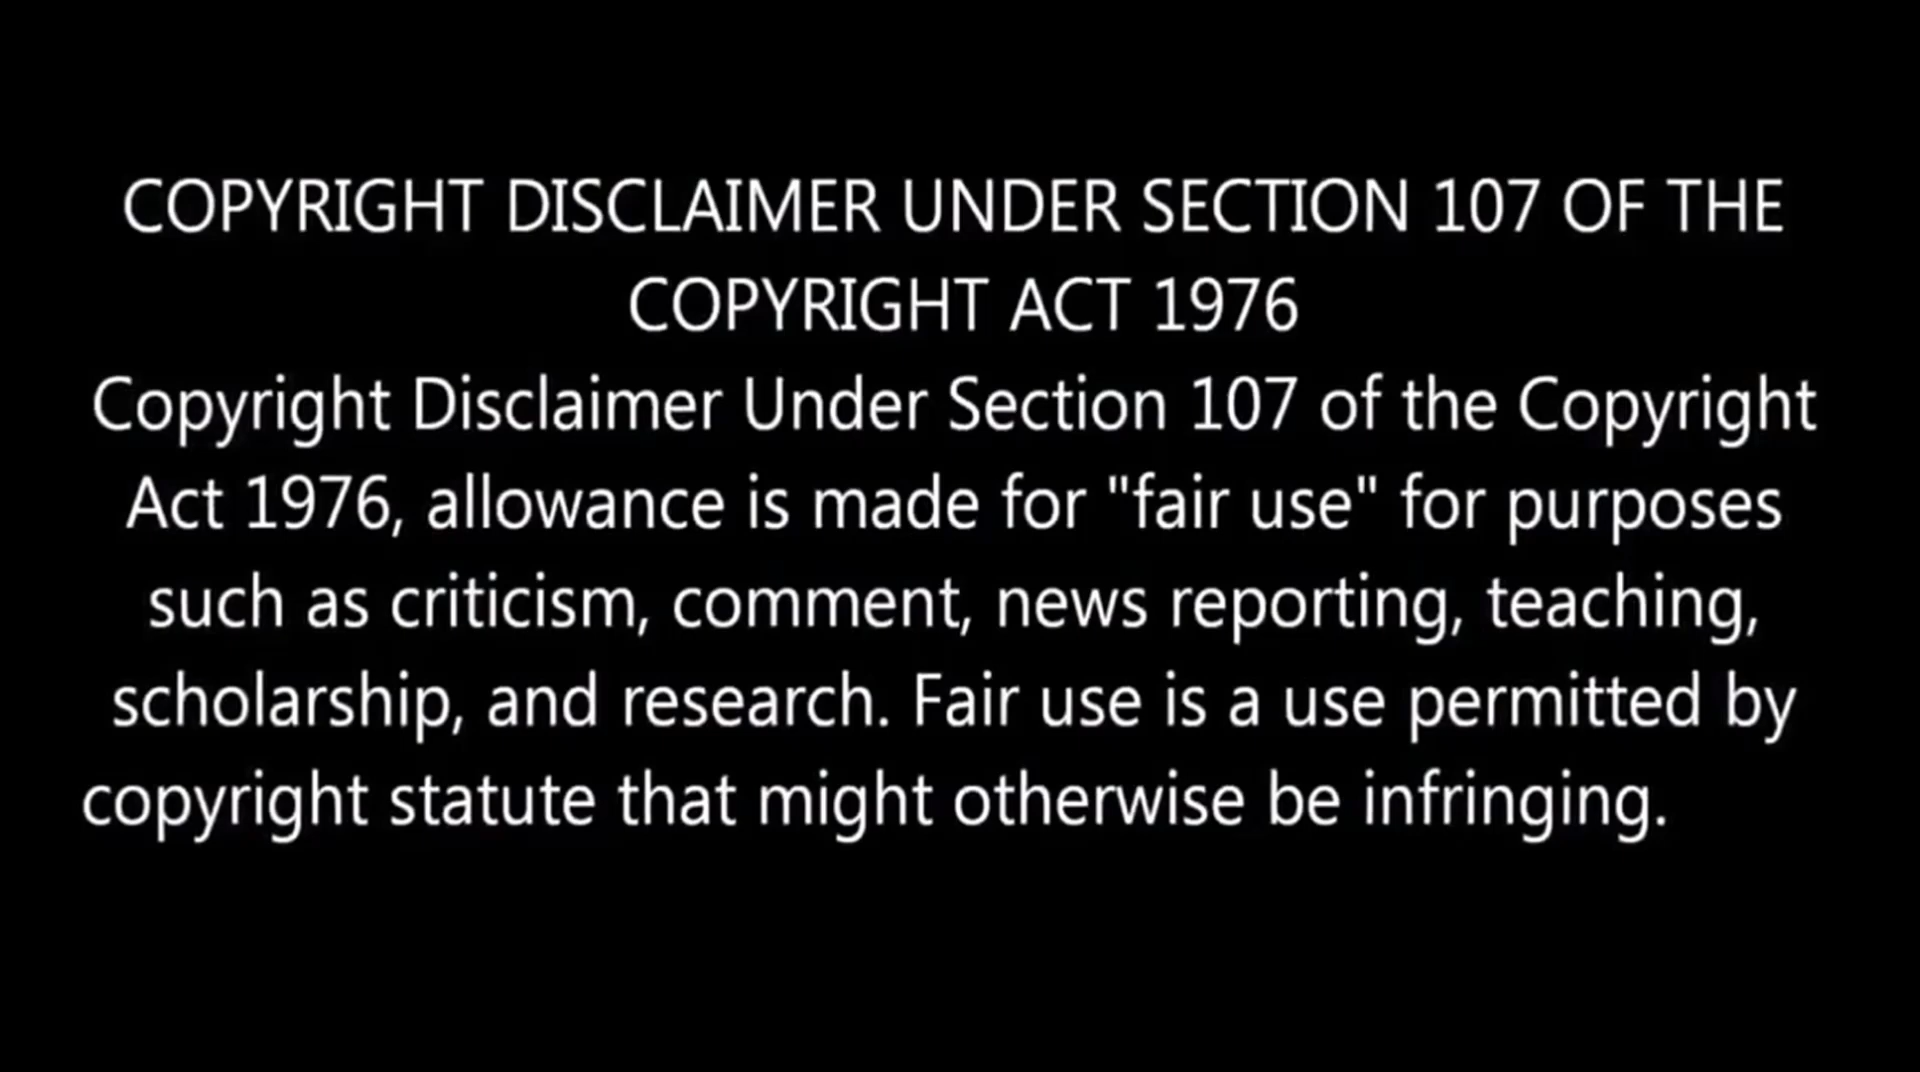 COPYRIGHT DISCLAIMER UNDER SECTION 107 OF THE
COPYRIGHT ACT 1976
Copyright Disclaimer Under Section 107 of the Copyright
Act 1976, allowance is made for "fair use" for purposes
such as criticism, comment, news reporting, teaching,
scholarship, and research. Fair use is a use permitted by
copyright statute that might otherwise be infringing.